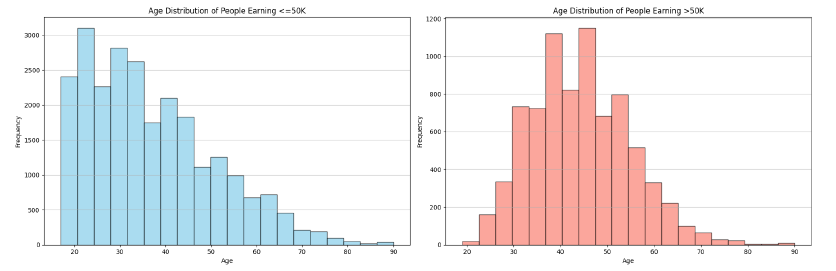 Age Distribution of People Earning <=50K
3000
2500
2000
1500
1000
500
0
Frequency
20 30 40 50 60 70 80 90
Age
Age Distribution of People Earning >50K
1200
1000
800
600
400
200
0
Frequency
20 30 40 50 60 70 80 90
Age